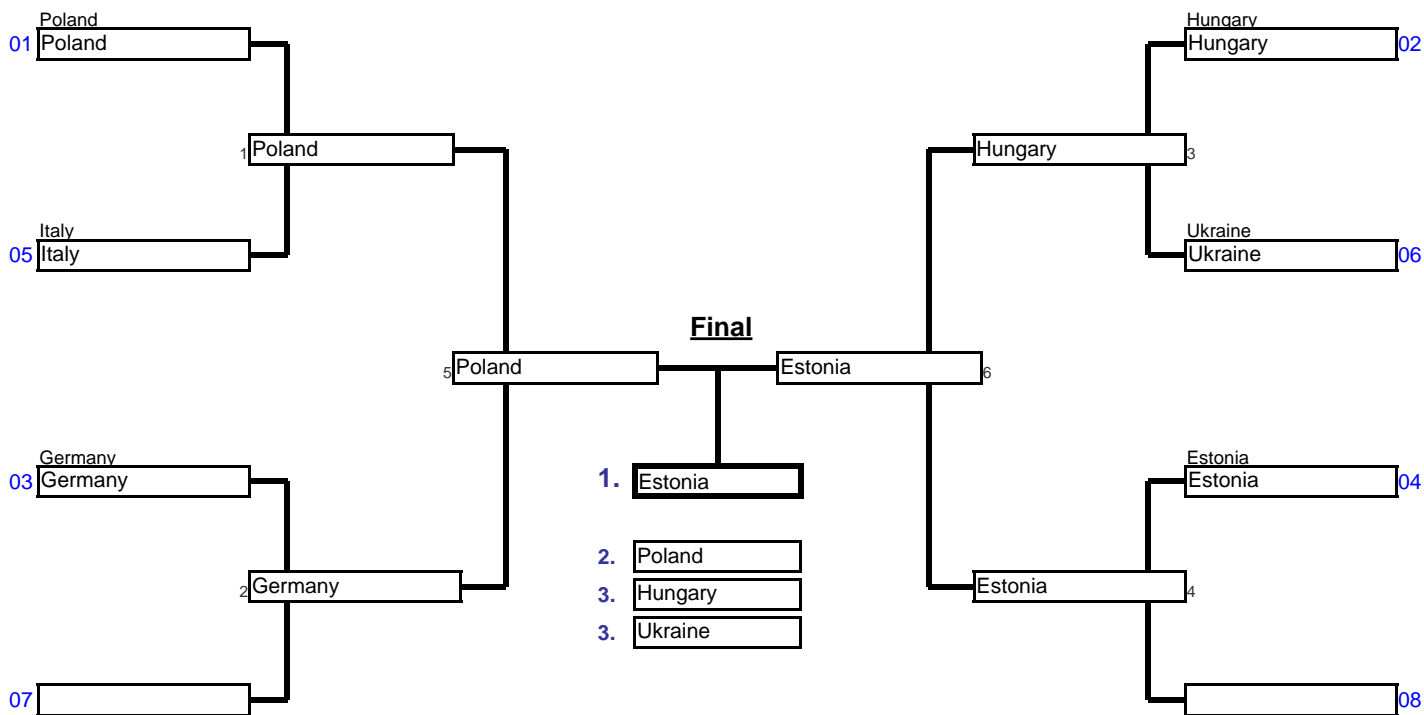 Poland
01 Poland
Hungary
Hungary 02
1 Poland
Hungary 3
Italy
05 Italy
Ukraine
Ukraine 06
Final
5 Poland
Estonia 6
Germany
03 Germany
1. Estonia
Estonia
Estonia 04
2. Poland
2 Germany
3. Hungary
Estonia 4
3. Ukraine
07
08